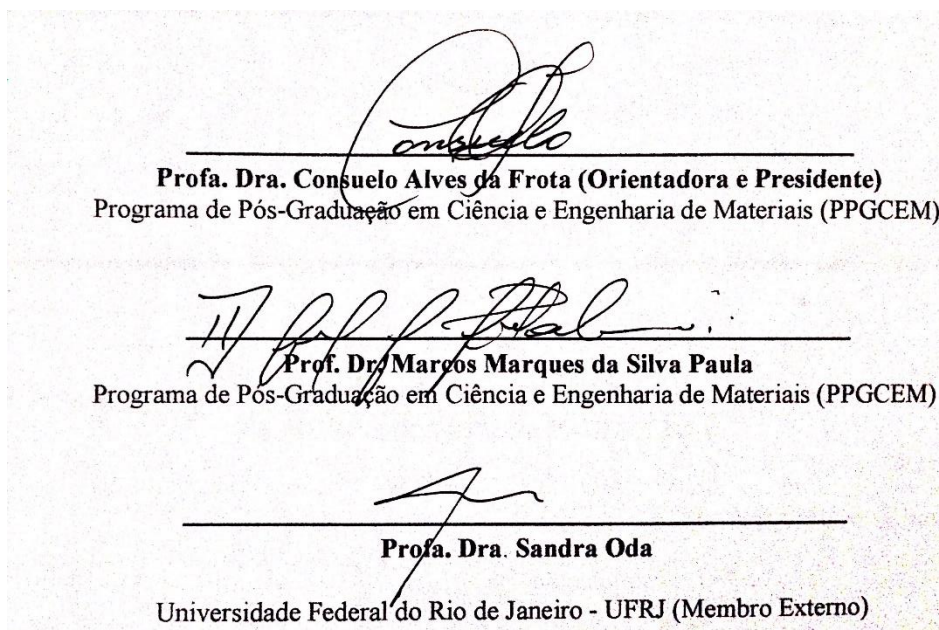 Consuelo
Profa. Dra. Consuelo Alves da Frota (Orientadora e Presidente)
Programa de Pós-Graduação em Ciência e Engenharia de Materiais (PPGCEM)
Prof. Dr. Marcos Marques da Silva Paula
Programa de Pós-Graduação em Ciência e Engenharia de Materiais (PPGCEM)
Profa. Dra. Sandra Oda
Universidade Federal do Rio de Janeiro - UFRJ (Membro Externo)